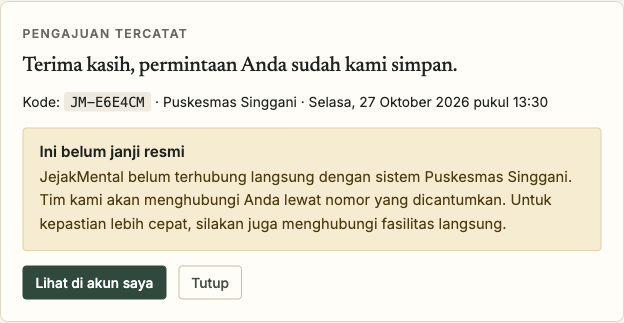 PENGAJUAN TERCATAT
Terima kasih, permintaan Anda sudah kami simpan.
Kode: JM-E6E4CM · Puskesmas Singgani · Selasa, 27 Oktober 2026 pukul 13:30
Ini belum janji resmi
JejakMental belum terhubung langsung dengan sistem Puskesmas Singgani.
Tim kami akan menghubungi Anda lewat nomor yang dicantumkan. Untuk
kepastian lebih cepat, silakan juga menghubungi fasilitas langsung.
Lihat di akun saya
Tutup